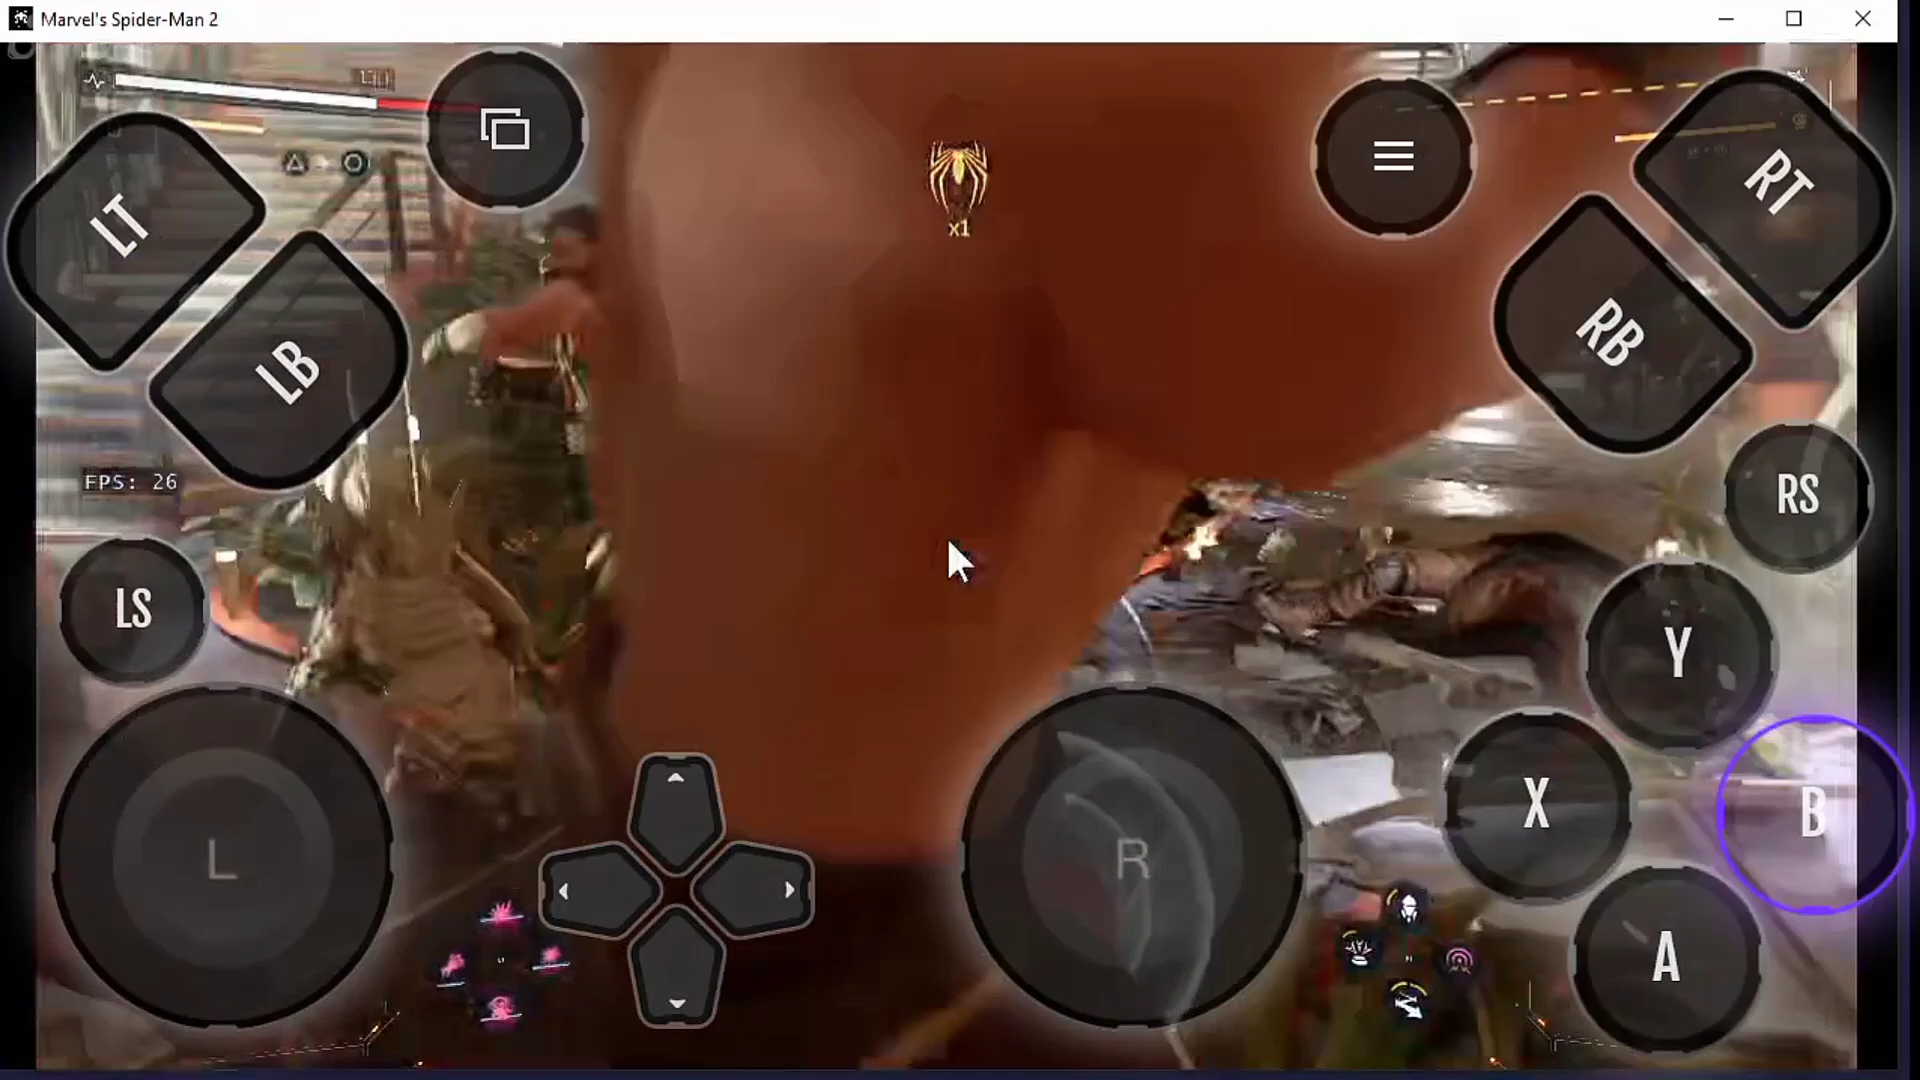 Marvel's Spider-Man 2
LT
LB
x1
RT
RB
FPS: 26
RS
LS
Y
X
B
A
L
R